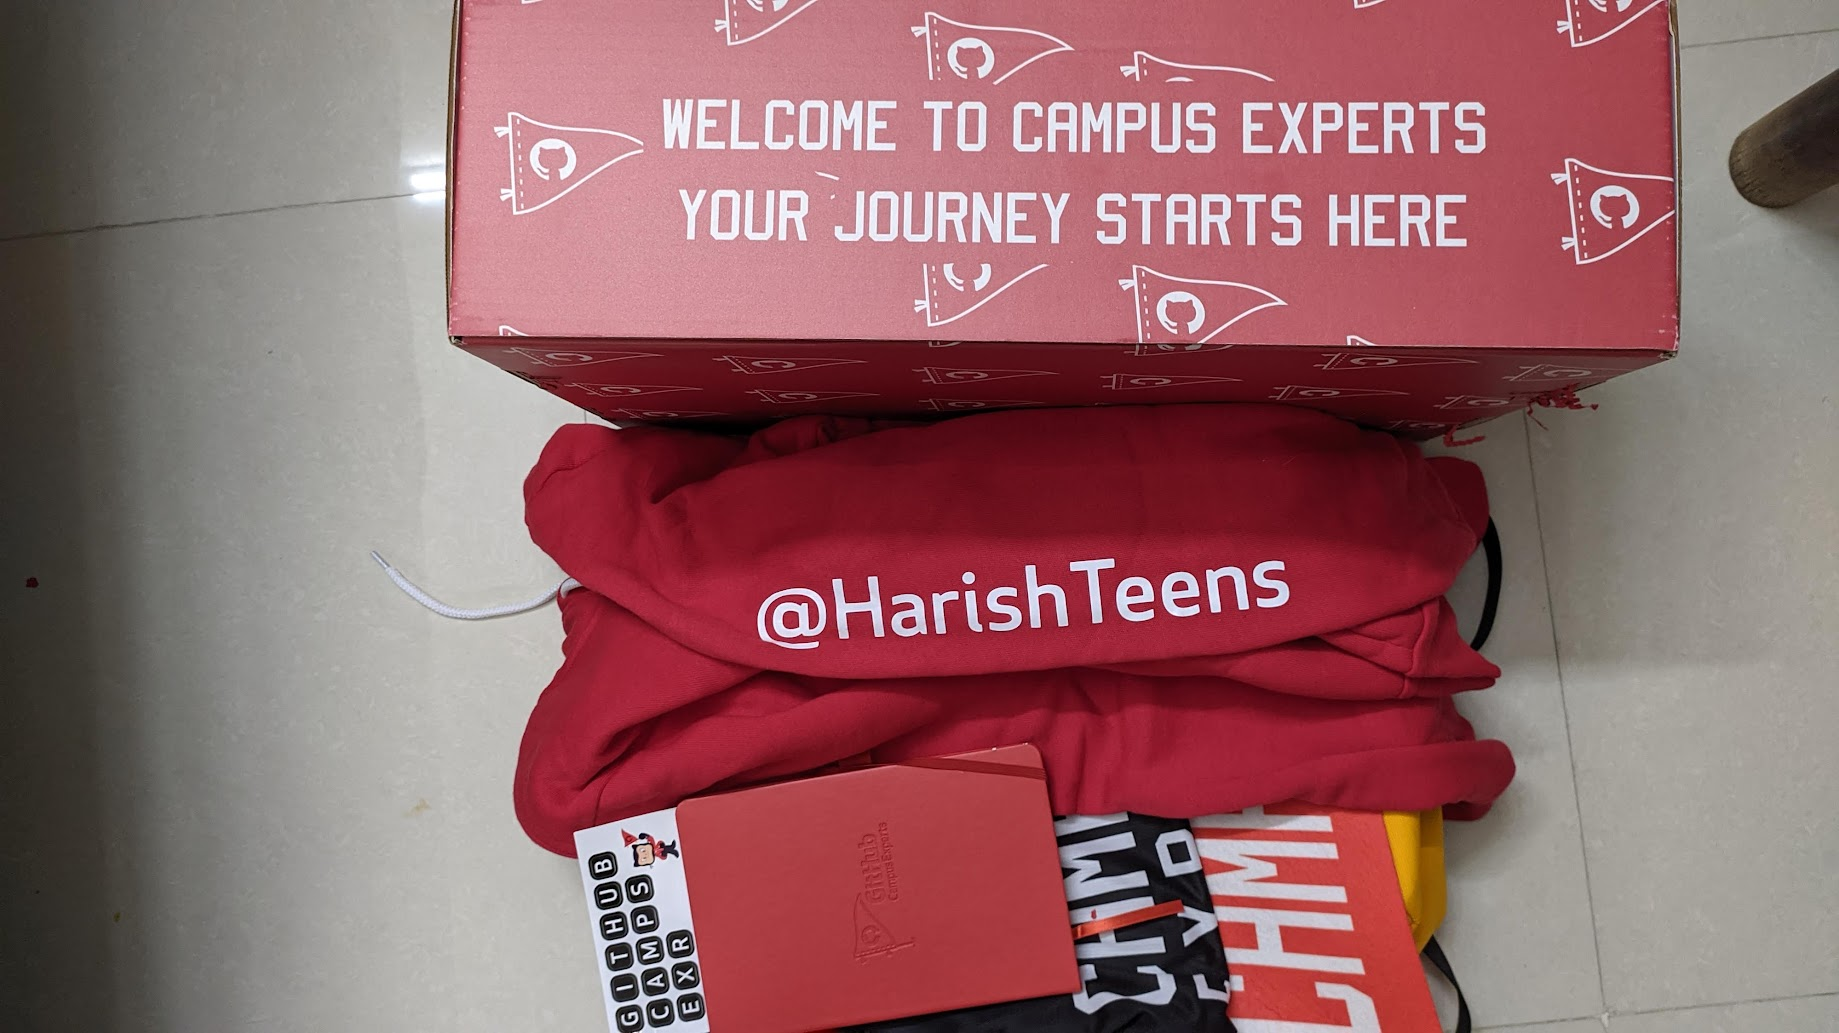 WELCOME TO CAMPUS EXPERTS
YOUR JOURNEY STARTS HERE
@HarishTeens
GitHub
Campus Experts
GITHUB
CAMPS
EXR